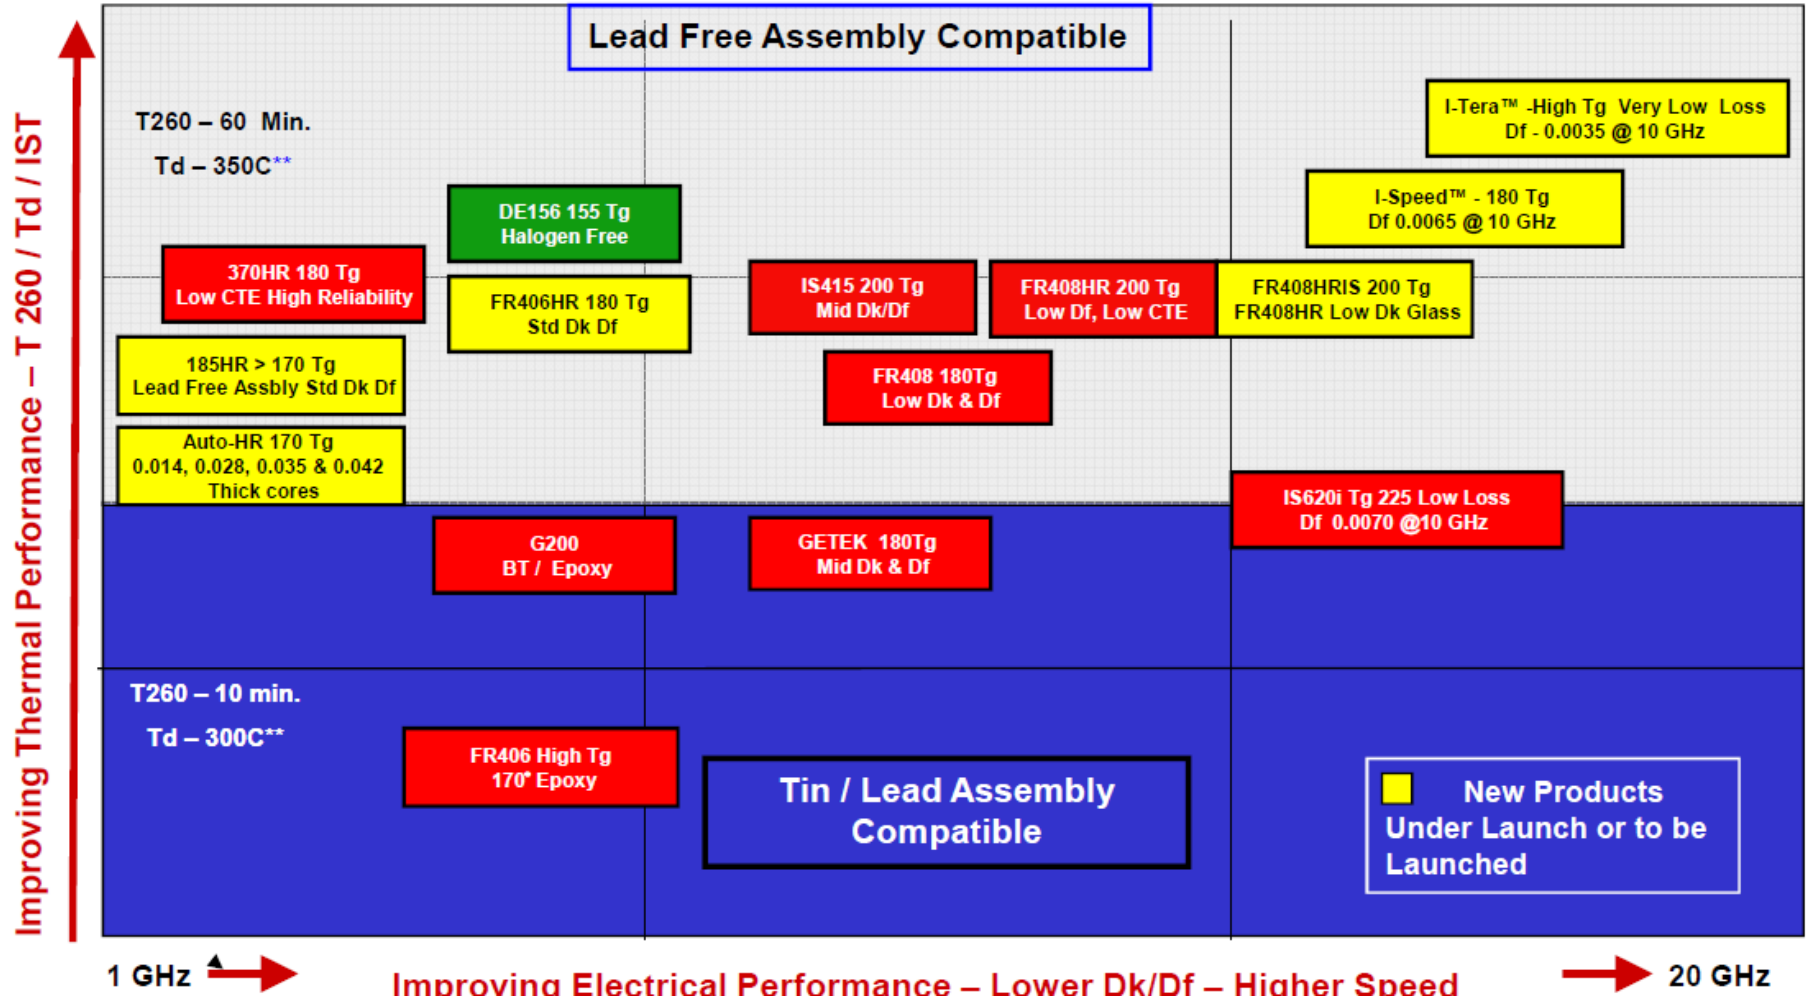 Lead Free Assembly Compatible
Improving Thermal Performance – T 260 / Td / IST
T260 – 60 Min.
Td – 350C**
I-Tera™ -High Tg Very Low Loss
Df - 0.0035 @ 10 GHz
I-Speed™ - 180 Tg
Df 0.0065 @ 10 GHz
DE156 155 Tg
Halogen Free
370HR 180 Tg
Low CTE High Reliability
FR406HR 180 Tg
Std Dk Df
IS415 200 Tg
Mid Dk/Df
FR408HR 200 Tg
Low Df, Low CTE
FR408HRIS 200 Tg
FR408HR Low Dk Glass
185HR > 170 Tg
Lead Free Assbly Std Dk Df
FR408 180Tg
Low Dk & Df
Auto-HR 170 Tg
0.014, 0.028, 0.035 & 0.042
Thick cores
IS620i Tg 225 Low Loss
Df 0.0070 @10 GHz
G200
BT / Epoxy
GETEK 180Tg
Mid Dk & Df
T260 – 10 min.
Td – 300C**
FR406 High Tg
170° Epoxy
Tin / Lead Assembly
Compatible
New Products
Under Launch or to be
Launched
1 GHz
Improving Electrical Performance – Lower Dk/Df – Higher Speed
20 GHz